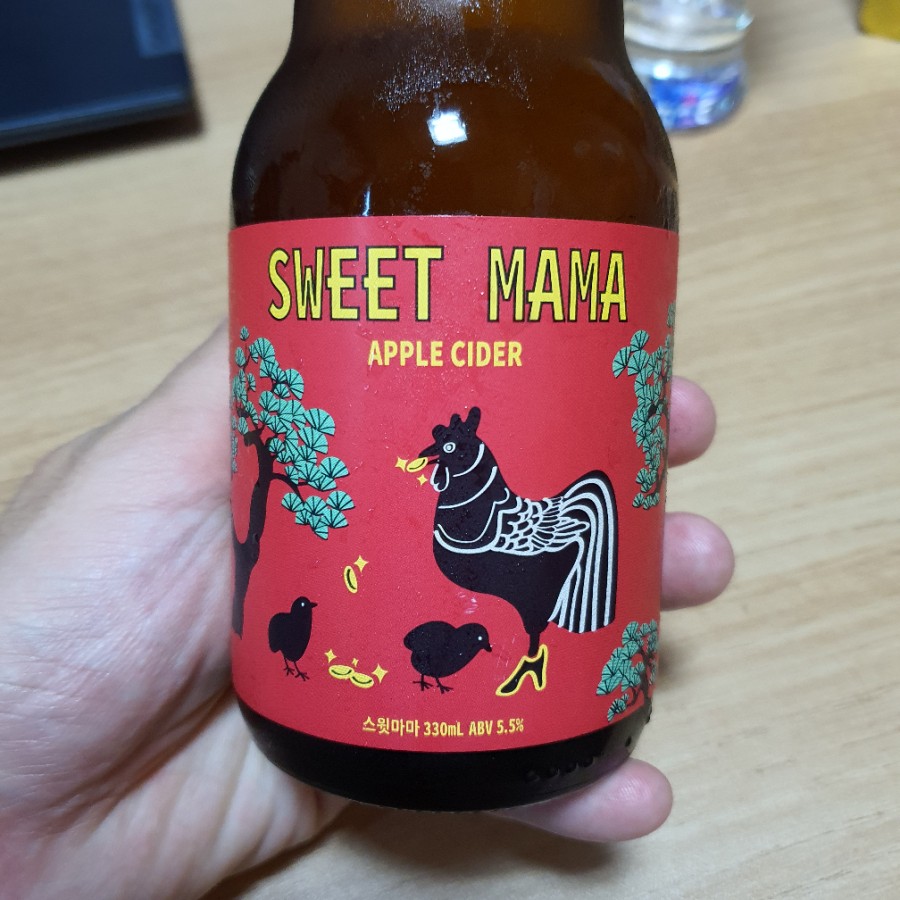 SWEET MAMA
APPLE CIDER
스윗마마 330mL ABV 5.5%